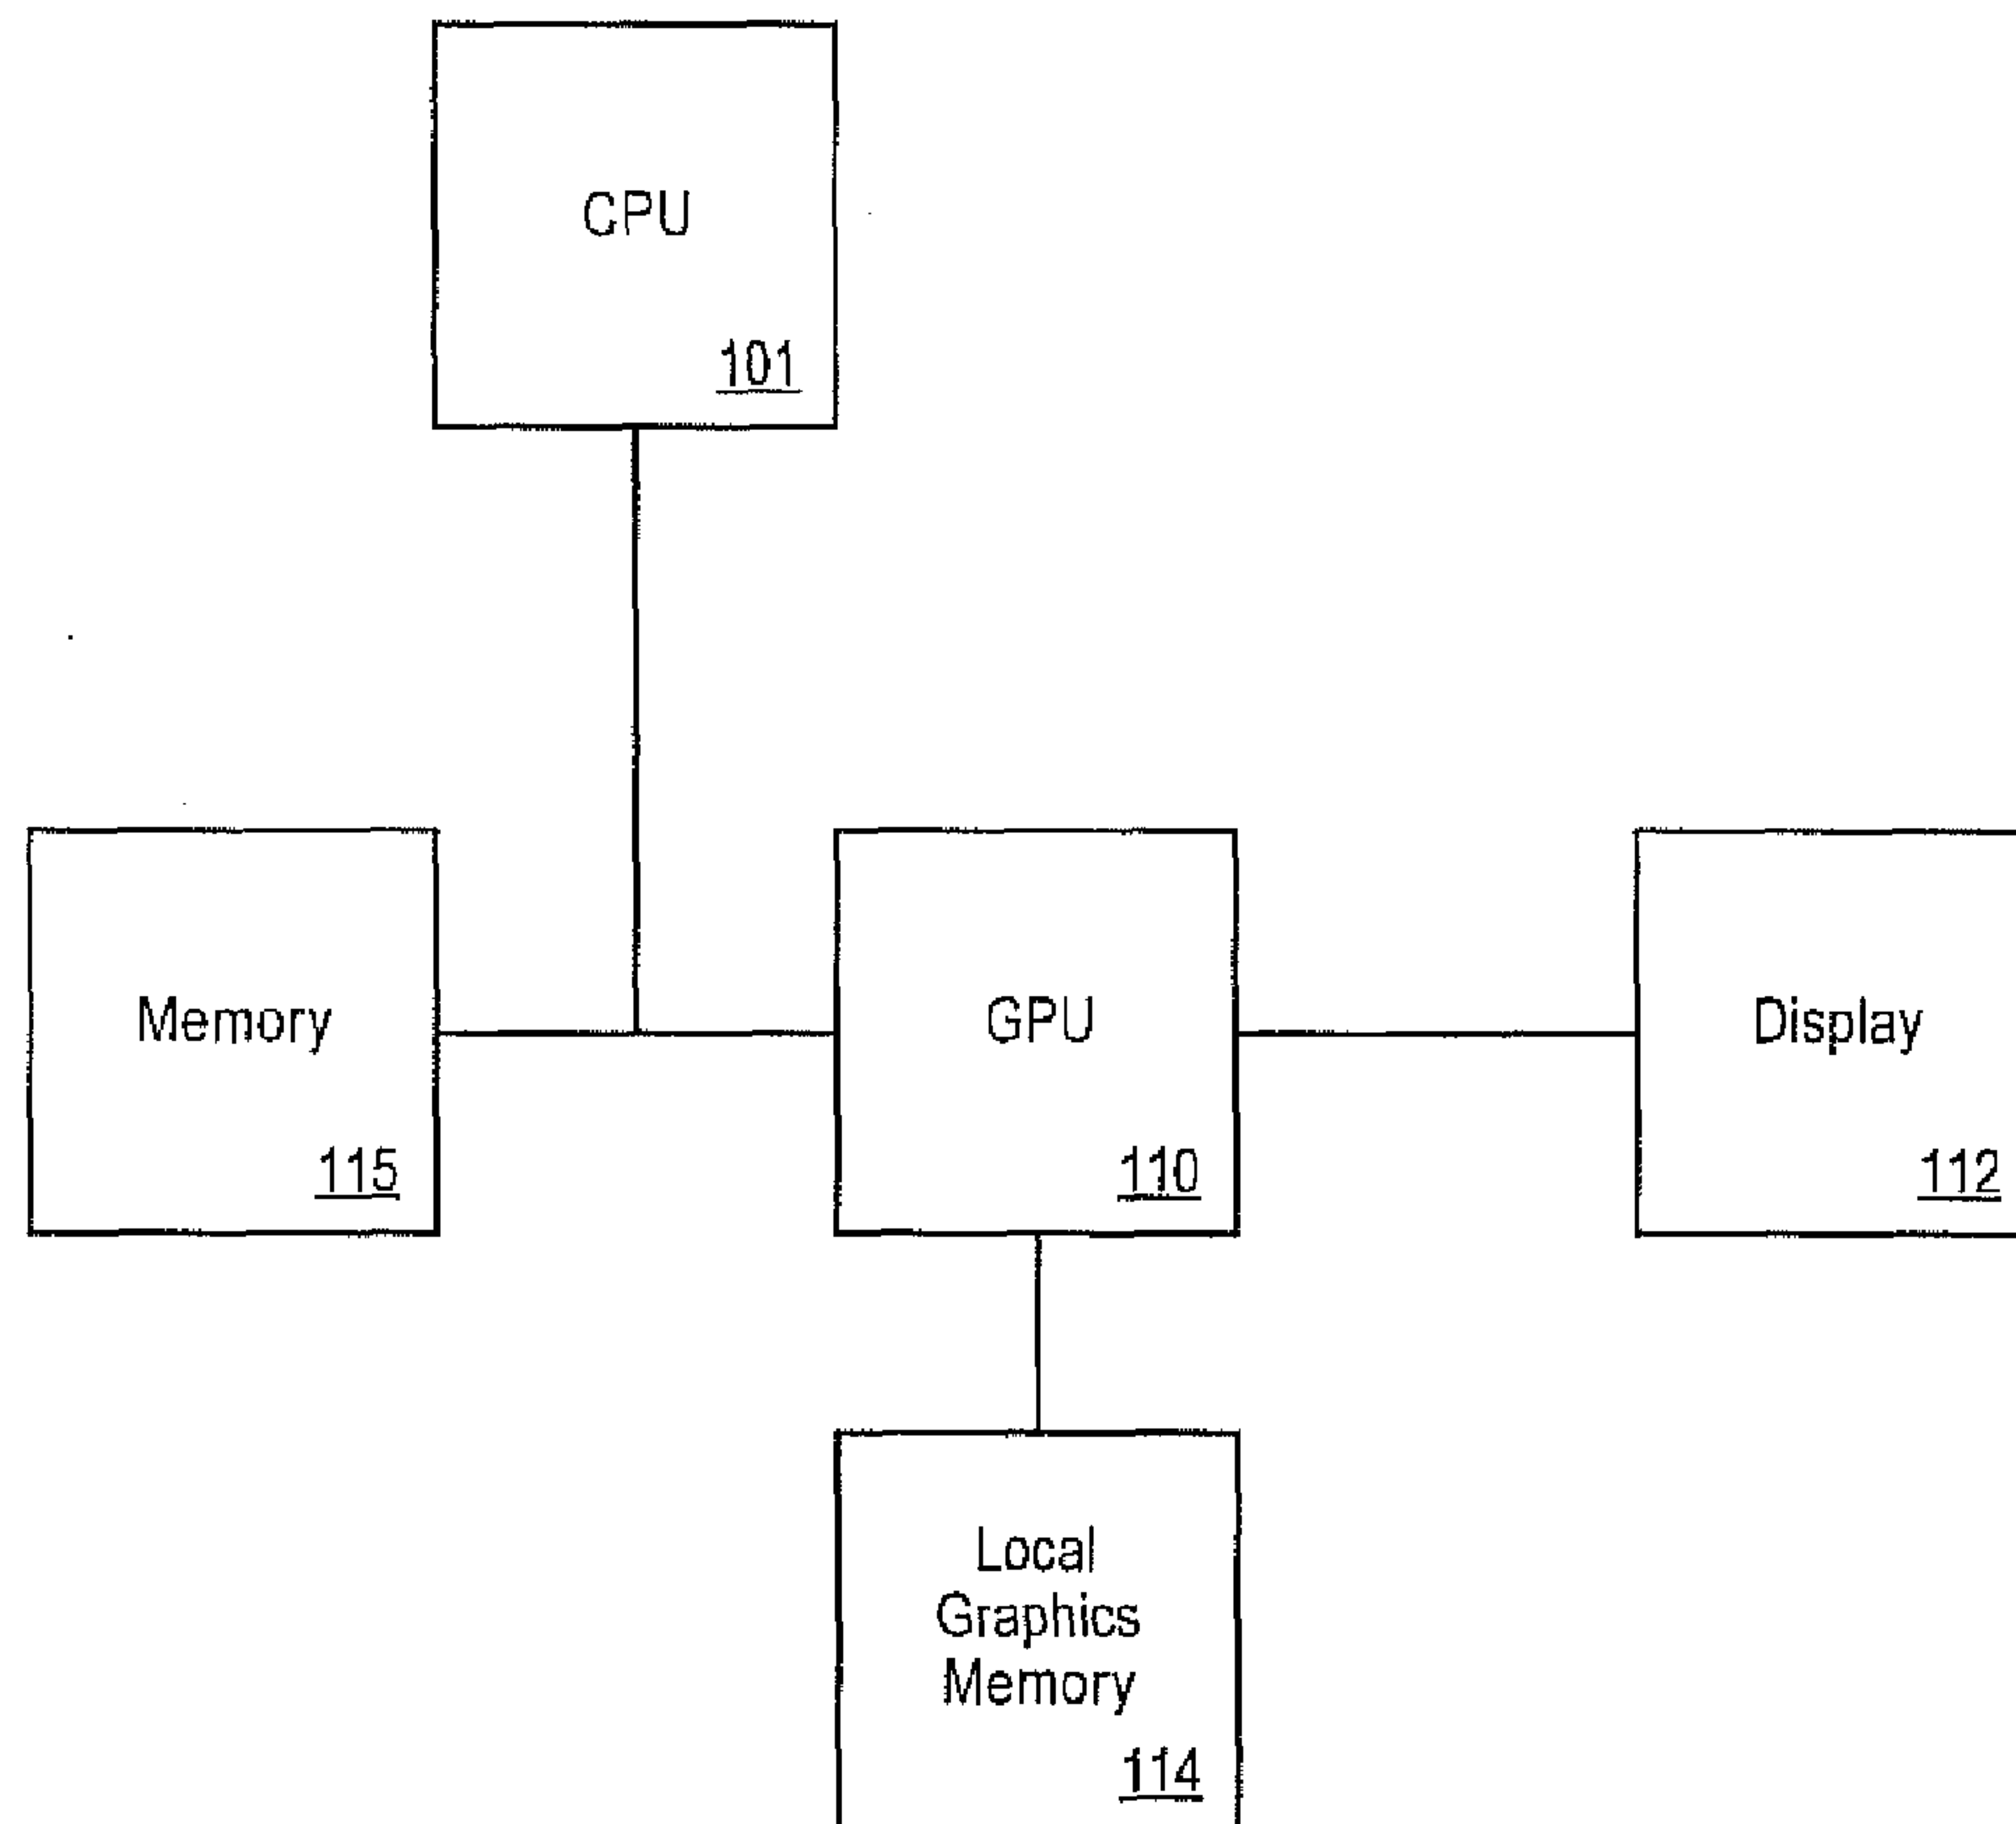 CPU
101
Memory
115
GPU
110
Display
112
Local
Graphics
Memory
114